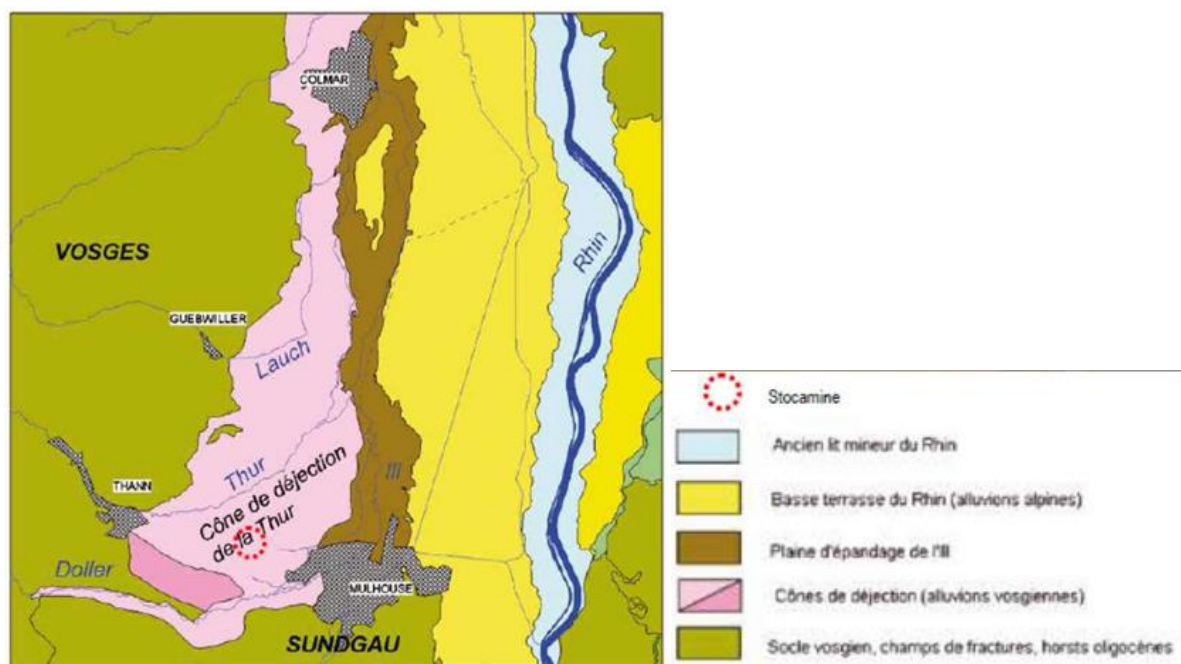 COLMAR
VOSGES
Rhin
GUEBWILLER
Lauch
Thur
Ill
THANN
Cône de déjection
de la Thur
Doller
MULHOUSE
SUNDGAU
Stocamine
Ancien lit mineur du Rhin
Basse terrasse du Rhin (alluvions alpines)
Plaine d'épandage de l'Ill
Cônes de déjection (alluvions vosgiennes)
Socle vosgien, champs de fractures, horsts oligocènes